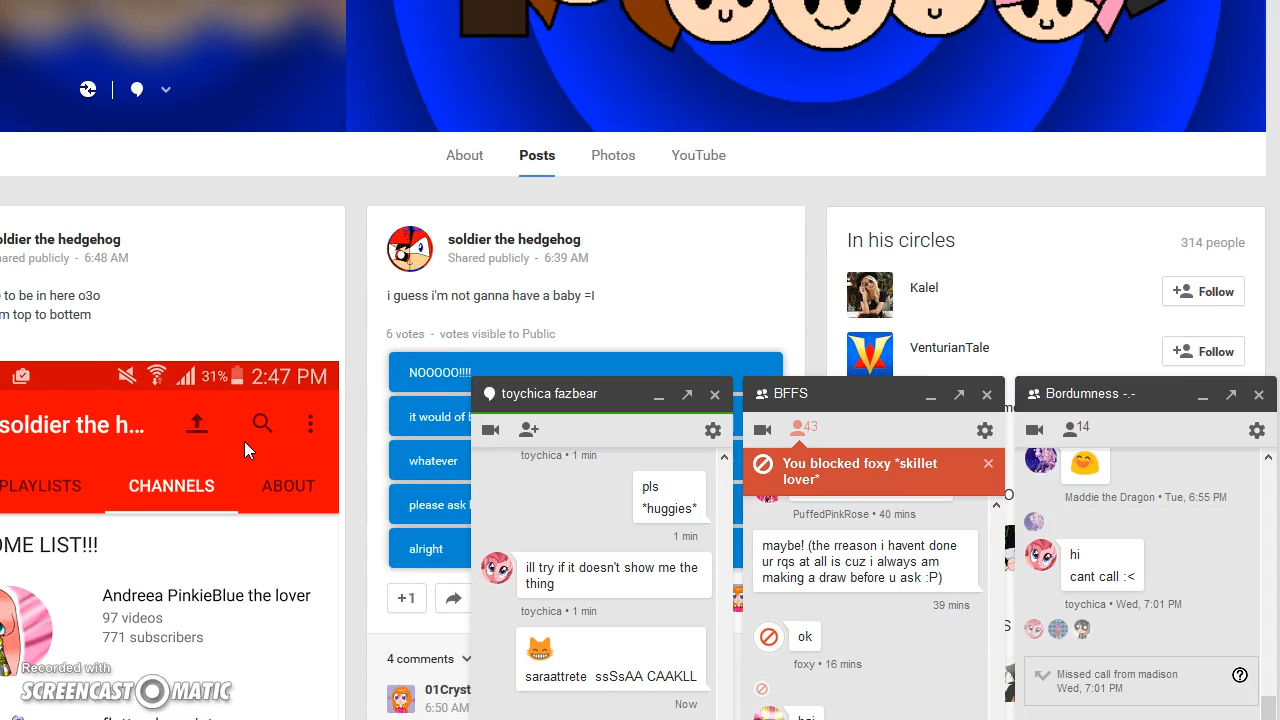 About
Posts
Photos
YouTube
oldier the hedgehog
ared publicly - 6:48 AM
to be in here o3o
m top to bottem
31% 2:47 PM
soldier the h...
PLAYLISTS
CHANNELS
ABOUT
OME LIST!!!
Andreea PinkieBlue the lover
97 videos
771 subscribers
Recorded with
SCREENCAST MATIC
soldier the hedgehog
Shared publicly - 6:39 AM
i guess i'm not ganna have a baby =I
6 votes - votes visible to Public
NOOOOO!!!!
it would of b
whatever
please ask
alright
+1
4 comments
01Cryst
6:50 AM
In his circles
314 people
Kalel
Follow
VenturianTale
Follow
toychica fazbear
toychica • 1 min
pls
*huggies*
1 min
ill try if it doesn't show me the
thing
toychica • 1 min
saraattrete ssSsAA CAAKLL
Now
BFFS
43
You blocked foxy *skillet
lover*
PuffedPinkRose • 40 mins
maybe! (the rreason i havent done
ur rqs at all is cuz i always am
making a draw before u ask :P)
39 mins
ok
foxy • 16 mins
hai
Bordumness -.-
14
Maddie the Dragon • Tue, 6:55 PM
hi
cant call :<
toychica • Wed, 7:01 PM
Missed call from madison
Wed, 7:01 PM